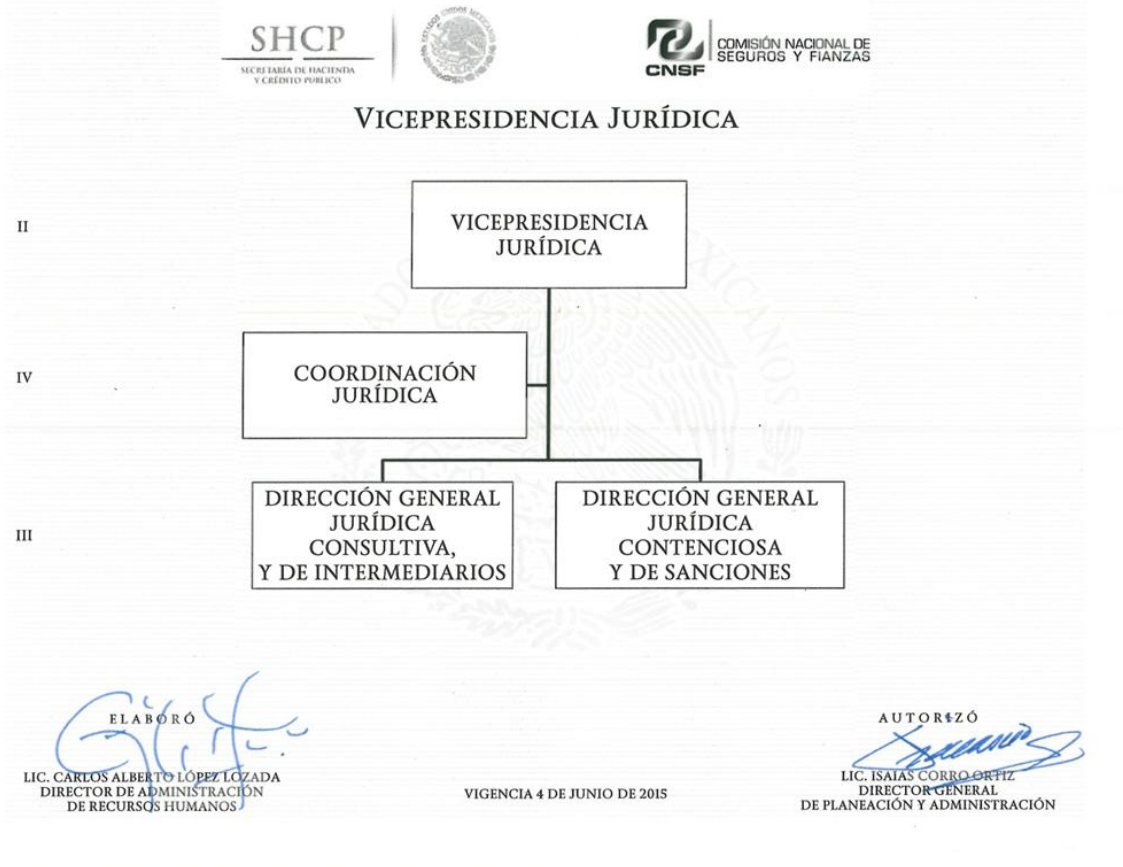 SHCP
SECRETARÍA DE HACIENDA
Y CRÉDITO PÚBLICO
ESTADOS UNIDOS MEXICANOS
CNSF
COMISIÓN NACIONAL DE
SEGUROS Y FIANZAS
VICEPRESIDENCIA JURÍDICA
II
VICEPRESIDENCIA
JURÍDICA
IV
COORDINACIÓN
JURÍDICA
III
DIRECCIÓN GENERAL
JURÍDICA
CONSULTIVA,
Y DE INTERMEDIARIOS
DIRECCIÓN GENERAL
JURÍDICA
CONTENCIOSA
Y DE SANCIONES
ELABORÓ
LIC. CARLOS ALBERTO LÓPEZ LOZADA
DIRECTOR DE ADMINISTRACIÓN
DE RECURSOS HUMANOS
VIGENCIA 4 DE JUNIO DE 2015
AUTORIZÓ
LIC. ISAIAS CORRO ORTIZ
DIRECTOR GENERAL
DE PLANEACIÓN Y ADMINISTRACIÓN